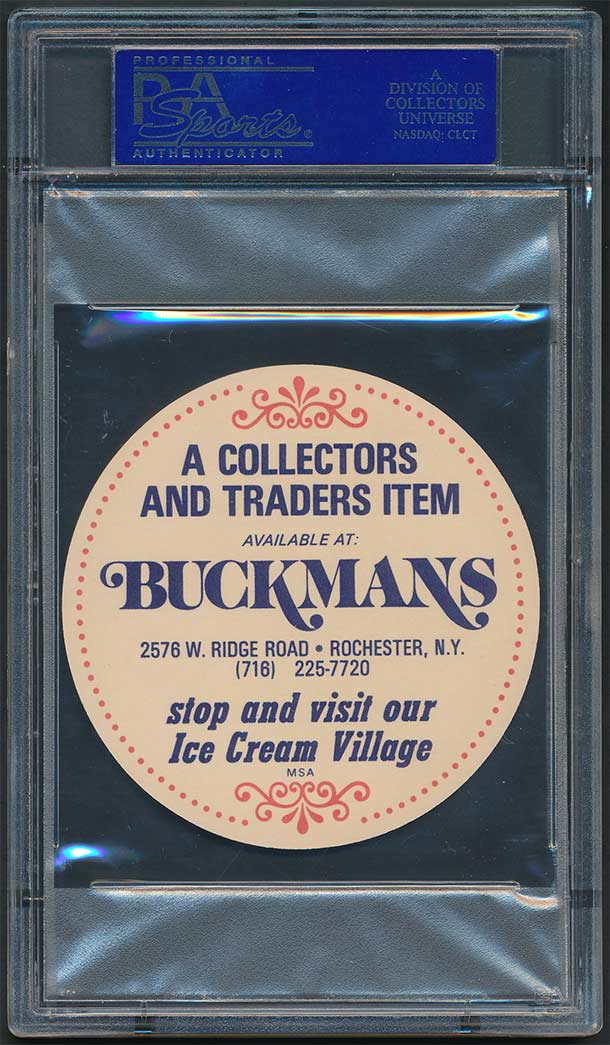 PROFESSIONAL
PSA
Sports®
AUTHENTICATOR
A
DIVISION OF
COLLECTORS
UNIVERSE
NASDAQ: CLCT
A COLLECTORS
AND TRADERS ITEM
AVAILABLE AT:
BUCKMANS
2576 W. RIDGE ROAD • ROCHESTER, N.Y.
(716) 225-7720
stop and visit our
Ice Cream Village
MSA